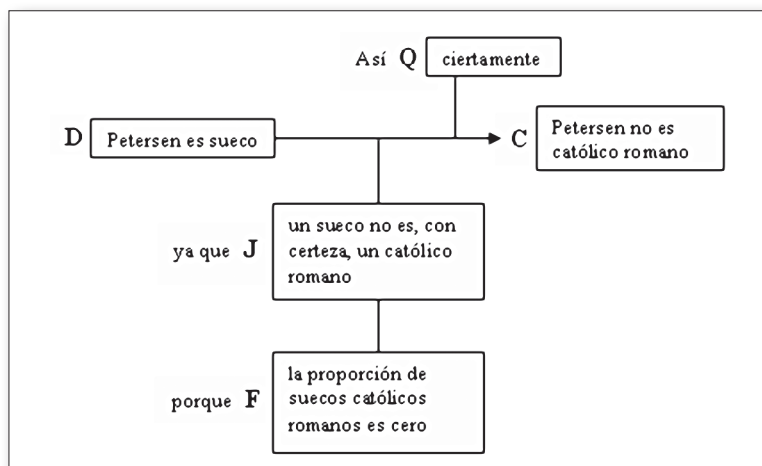 Así Q ciertamente
D Petersen es sueco
C Petersen no es
católico romano
ya que J un sueco no es, con
certeza, un católico
romano
porque F la proporción de
suecos católicos
romanos es cero